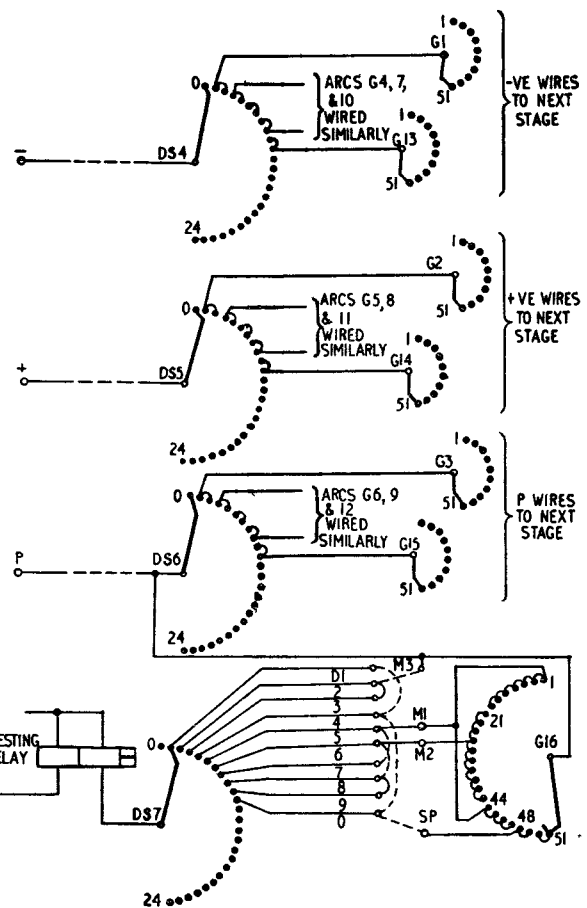 1
G1
0
ARCS G4, 7,
&10
WIRED
SIMILARLY
51
-VE WIRES
TO NEXT
STAGE
1
G13
−
DS4
51
24
1
G2
0
ARCS G5, 8
& 11
WIRED
SIMILARLY
51
+VE WIRES
TO NEXT
STAGE
1
G14
+
DS5
51
24
1
G3
0
ARCS G6, 9
& 12
WIRED
SIMILARLY
51
P WIRES
TO NEXT
STAGE
G15
P
DS6
51
24
D1
M3
1
2
3
21
4
M1
5
M2
G16
ESTING
ELAY
0
6
7
8
44
48
9
0
SP
51
DS7
24